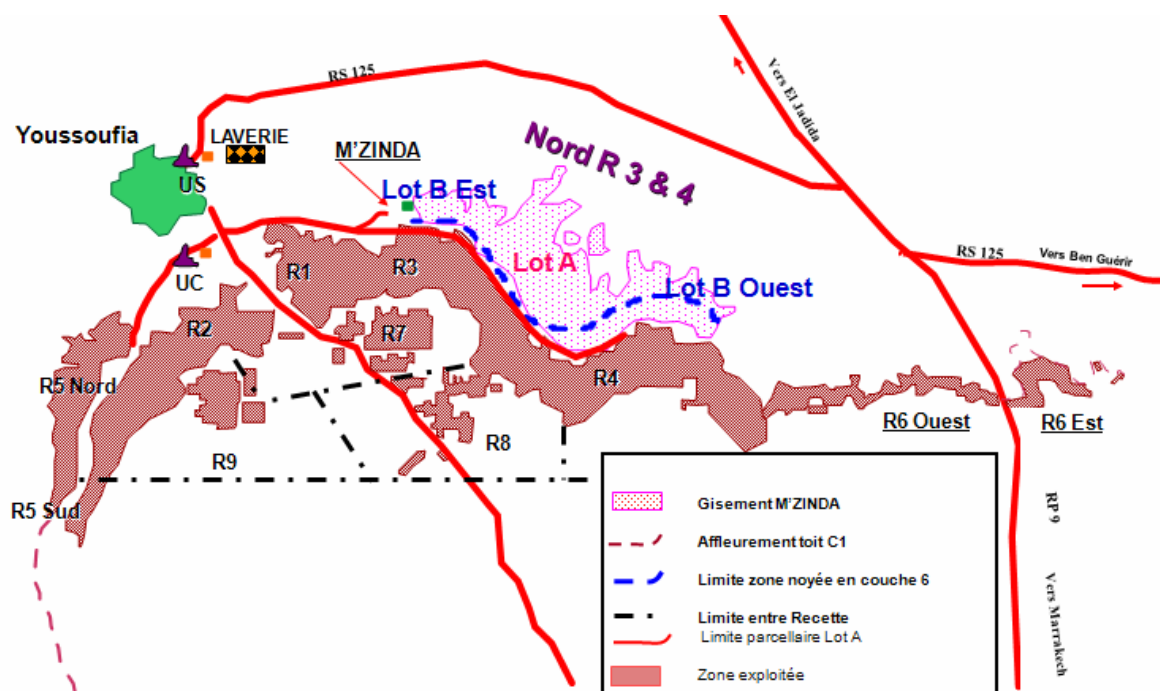 RS 125
Vers El Jadida
Youssoufia
LAVERIE
M'ZINDA
Nord R 3 & 4
US
Lot B Est
UC
R1
R3
Lot A
Lot B Ouest
RS 125
Vers Ben Guérir
R2
R7
R5 Nord
R4
R6 Ouest
R6 Est
R8
R9
R5 Sud
RP 9
Vers Marrakech
Gisement M'ZINDA
Affleurement toit C1
Limite zone noyée en couche 6
Limite entre Recette
Limite parcellaire Lot A
Zone exploitée